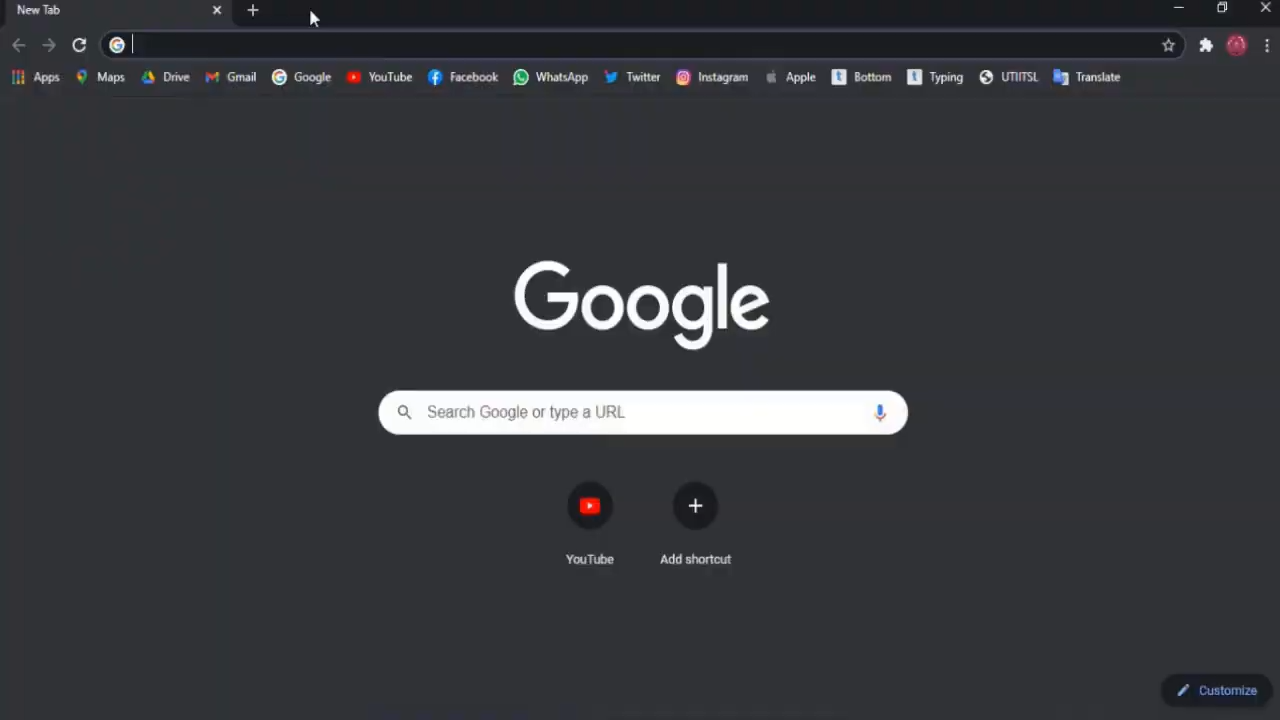 New Tab
Apps Maps Drive Gmail Google YouTube Facebook WhatsApp Twitter Instagram Apple Bottom Typing UTIITSL Translate
Google
Search Google or type a URL
YouTube Add shortcut
Customize